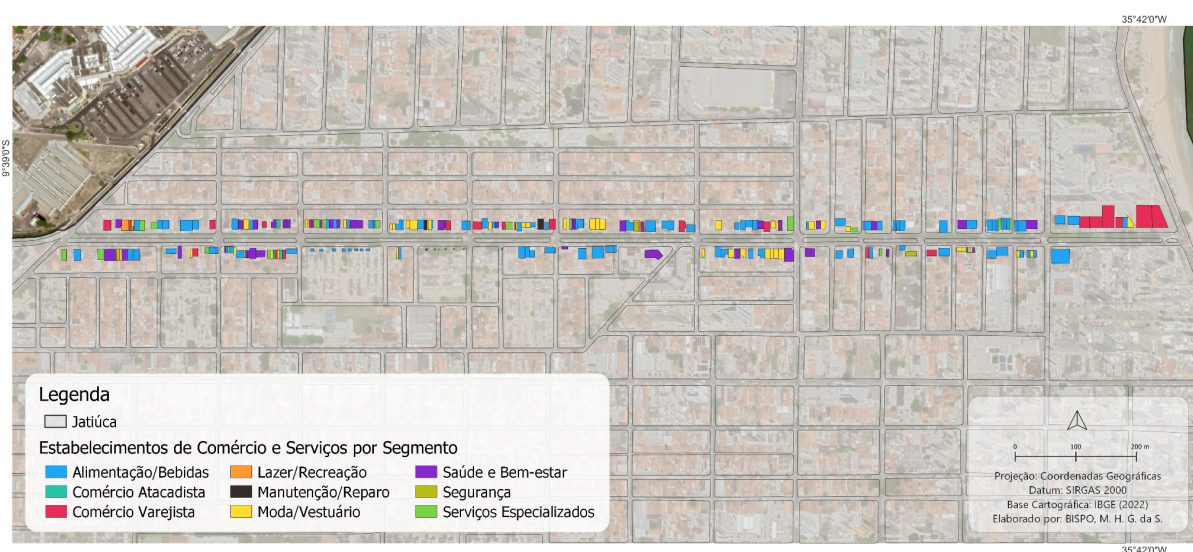 35°42'0"W
9°39'0"S
Legenda
Jatiúca
Estabelecimentos de Comércio e Serviços por Segmento
Alimentação/Bebidas
Lazer/Recreação
Saúde e Bem-estar
Comércio Atacadista
Manutenção/Reparo
Segurança
Comércio Varejista
Moda/Vestuário
Serviços Especializados
0 100 200 m
Projeção: Coordenadas Geográficas
Datum: SIRGAS 2000
Base Cartográfica: IBGE (2022)
Elaborado por: BISPO, M. H. G. da S.
35°42'0"W